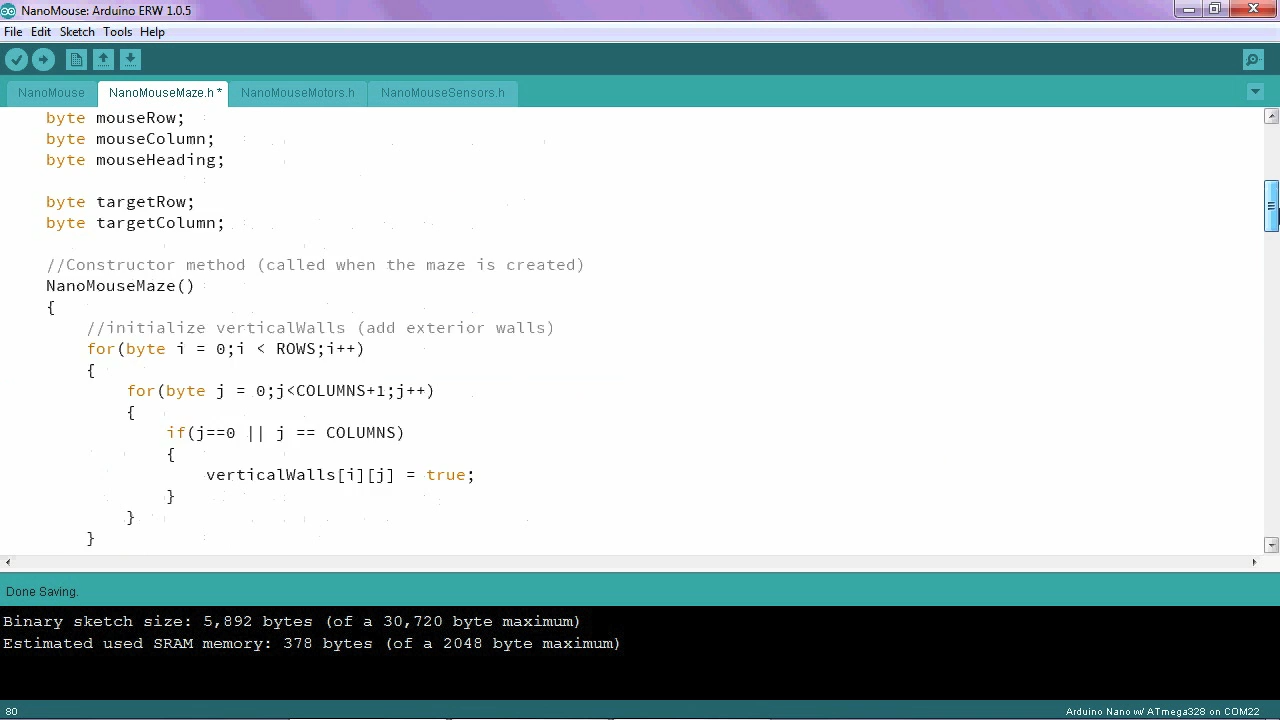 NanoMouse: Arduino ERW 1.0.5
File Edit Sketch Tools Help
NanoMouse NanoMouseMaze.h * NanoMouseMotors.h NanoMouseSensors.h
byte mouseRow;
byte mouseColumn;
byte mouseHeading;
byte targetRow;
byte targetColumn;
//Constructor method (called when the maze is created)
NanoMouseMaze()
{
//initialize verticalWalls (add exterior walls)
for(byte i = 0;i < ROWS;i++)
{
for(byte j = 0;j<COLUMNS+1;j++)
{
if(j==0 || j == COLUMNS)
{
verticalWalls[i][j] = true;
}
}
}
Done Saving.
Binary sketch size: 5,892 bytes (of a 30,720 byte maximum)
Estimated used SRAM memory: 378 bytes (of a 2048 byte maximum)
80 Arduino Nano w/ ATmega328 on COM22